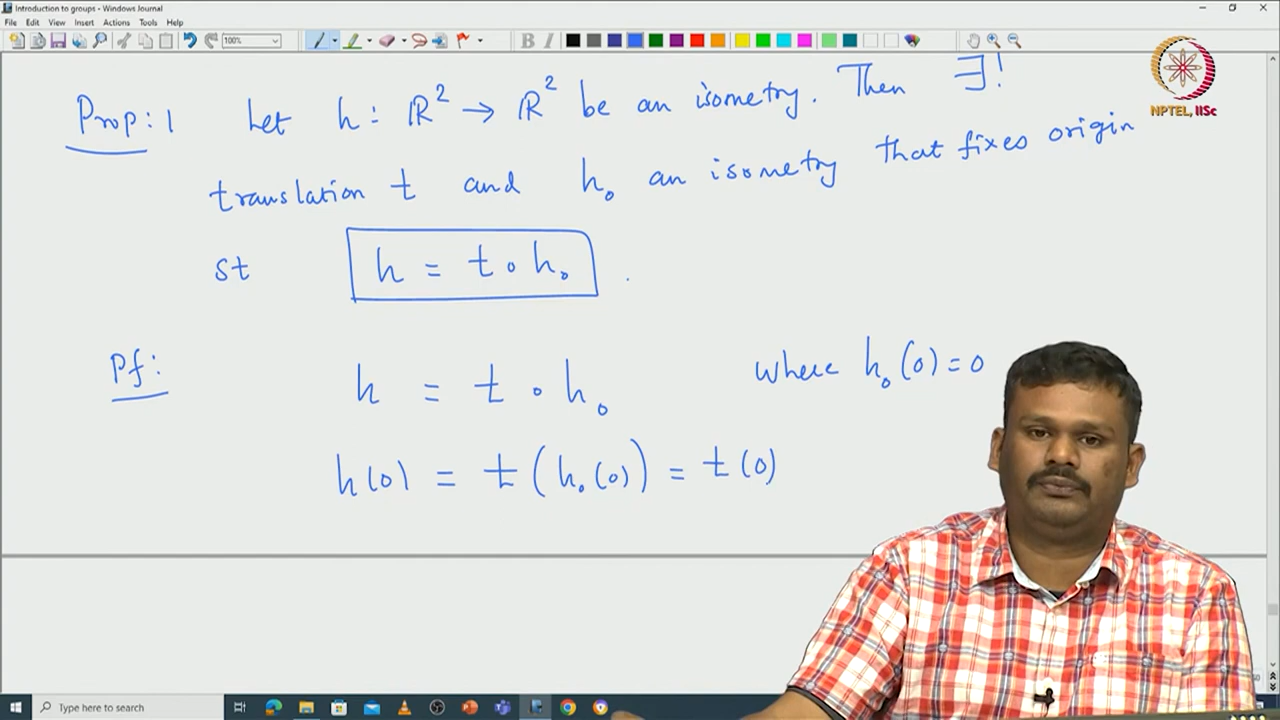 Introduction to groups - Windows Journal
File Edit View Insert Actions Tools Help
100%
B I
NPTEL, IISc
Prop: 1 Let h: ℝ² → ℝ² be an isometry. Then ∃!
translation t and h₀ an isometry that fixes origin
st h = t ∘ h₀ .
Pf: h = t ∘ h₀ where h₀(0) = 0
h(0) = t(h₀(0)) = t(0)
Type here to search